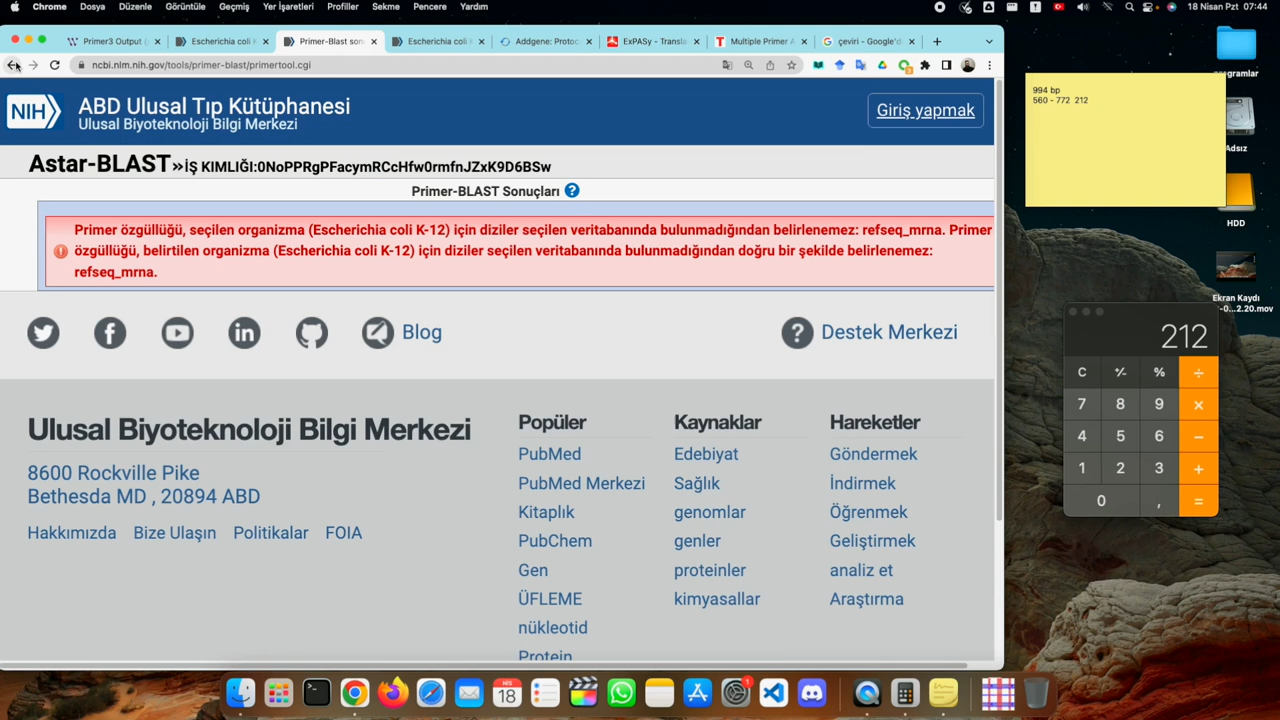 Chrome Dosya Düzenle Görüntüle Geçmiş Yer İşaretleri Profiller Sekme Pencere Yardım 18 Nisan Pzt 07:44
Primer3 Output (
Escherichia coli K
Primer-Blast son
Escherichia coli
Addgene: Protoc
ExPASy - Transla
Multiple Primer A
çeviri - Google'd
ncbi.nlm.nih.gov/tools/primer-blast/primertool.cgi
NIH
ABD Ulusal Tıp Kütüphanesi
Ulusal Biyoteknoloji Bilgi Merkezi
Giriş yapmak
Astar-BLAST »İŞ KIMLIĞI:0NoPPRgPFacymRCcHfw0rmfnJZxK9D6BSw
Primer-BLAST Sonuçları ?
Primer özgüllüğü, seçilen organizma (Escherichia coli K-12) için diziler seçilen veritabanında bulunmadığından belirlenemez: refseq_mrna. Primer
özgüllüğü, belirtilen organizma (Escherichia coli K-12) için diziler seçilen veritabanında bulunmadığından doğru bir şekilde belirlenemez:
refseq_mrna.
Blog
? Destek Merkezi
Ulusal Biyoteknoloji Bilgi Merkezi
8600 Rockville Pike
Bethesda MD , 20894 ABD
Hakkımızda Bize Ulaşın Politikalar FOIA
Popüler
PubMed
PubMed Merkezi
Kitaplık
PubChem
Gen
ÜFLEME
nükleotid
Protein
Kaynaklar
Edebiyat
Sağlık
genomlar
genler
proteinler
kimyasallar
Hareketler
Göndermek
İndirmek
Öğrenmek
Geliştirmek
analiz et
Araştırma
994 bp
560 - 772 212
Adsız
HDD
Ekran Kaydı
-0...2.20.mov
212
C +/- % ÷
7 8 9 ×
4 5 6 −
1 2 3 +
0 , =
NİS
18
1